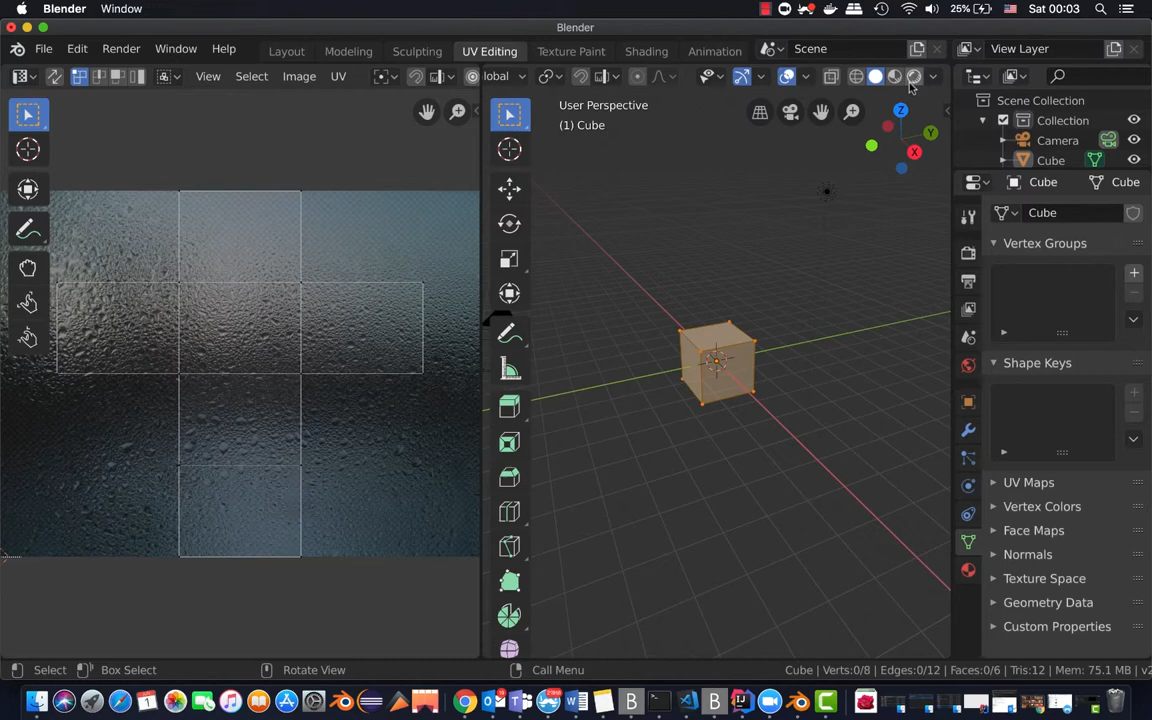 Blender Window 25% Sat 00:03
Blender
File Edit Render Window Help Layout Modeling Sculpting UV Editing Texture Paint Shading Animation Scene View Layer
View Select Image UV lobal
User Perspective
(1) Cube
Z
Y
X
Scene Collection
Collection
Camera
Cube
Cube Cube
Cube
Vertex Groups
Shape Keys
UV Maps
Vertex Colors
Face Maps
Normals
Texture Space
Geometry Data
Custom Properties
Select Box Select Rotate View Call Menu Cube | Verts:0/8 | Edges:0/12 | Faces:0/6 | Tris:12 | Mem: 75.1 MB | v2